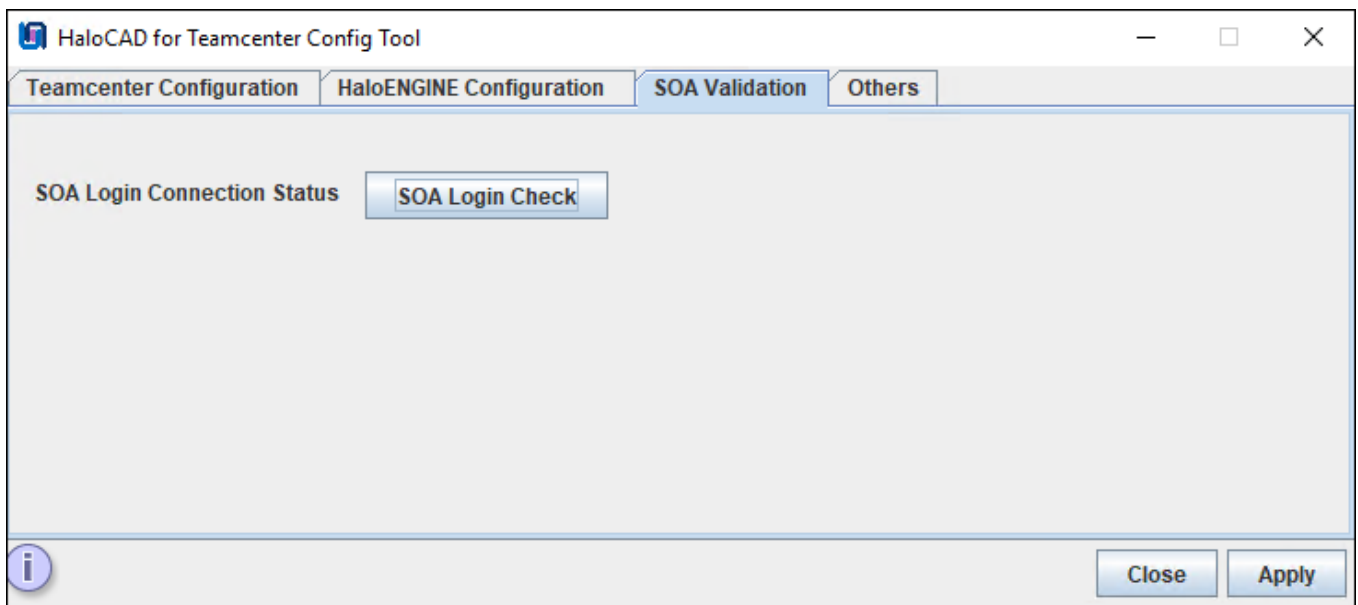 HaloCAD for Teamcenter Config Tool
Teamcenter Configuration HaloENGINE Configuration SOA Validation Others
SOA Login Connection Status SOA Login Check
i Close Apply